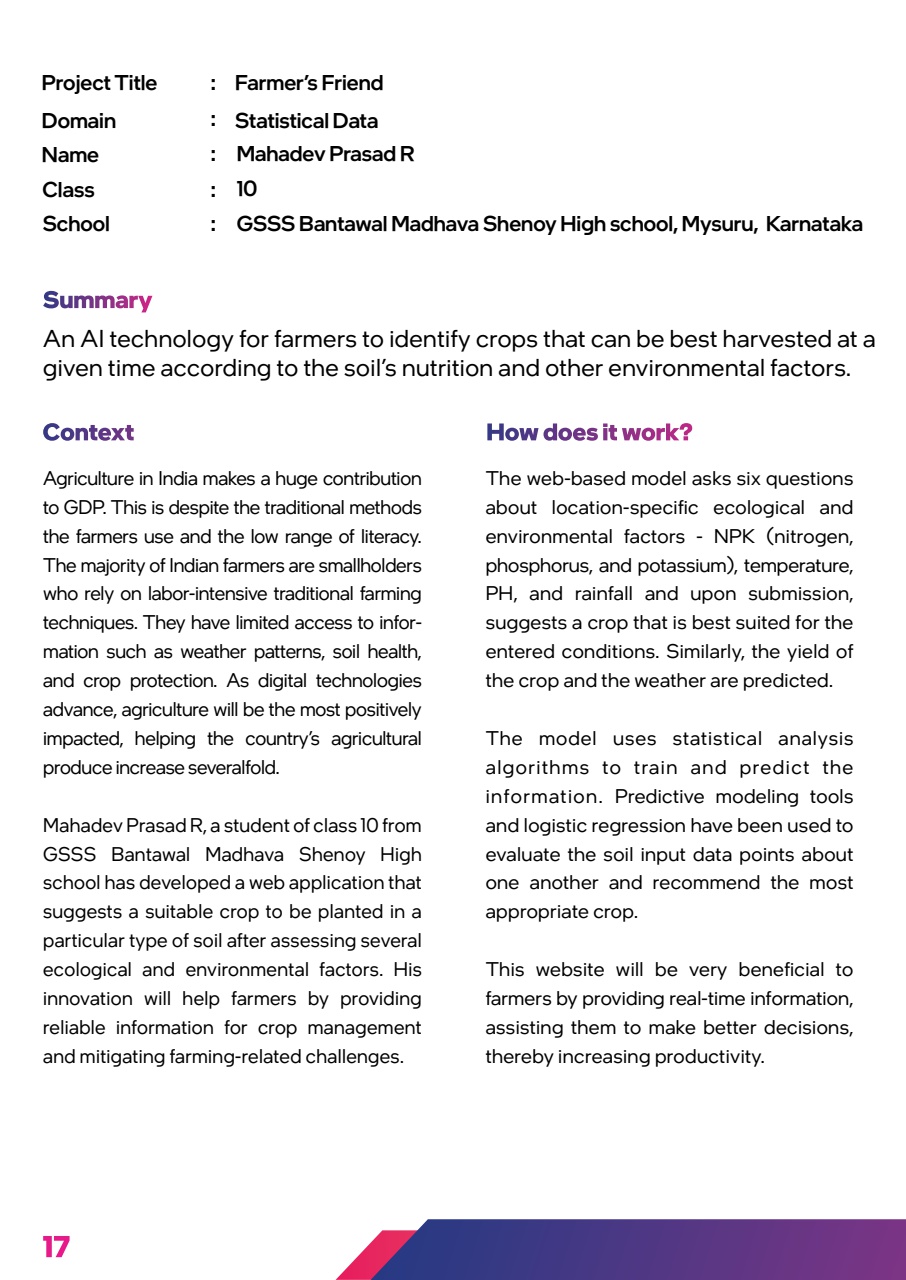 Project Title : Farmer's Friend
Domain : Statistical Data
Name : Mahadev Prasad R
Class : 10
School : GSSS Bantawal Madhava Shenoy High school, Mysuru, Karnataka
Summary
An AI technology for farmers to identify crops that can be best harvested at a
given time according to the soil's nutrition and other environmental factors.
Context
Agriculture in India makes a huge contribution
to GDP. This is despite the traditional methods
the farmers use and the low range of literacy.
The majority of Indian farmers are smallholders
who rely on labor-intensive traditional farming
techniques. They have limited access to infor-
mation such as weather patterns, soil health,
and crop protection. As digital technologies
advance, agriculture will be the most positively
impacted, helping the country's agricultural
produce increase severalfold.
Mahadev Prasad R, a student of class 10 from
GSSS Bantawal Madhava Shenoy High
school has developed a web application that
suggests a suitable crop to be planted in a
particular type of soil after assessing several
ecological and environmental factors. His
innovation will help farmers by providing
reliable information for crop management
and mitigating farming-related challenges.
How does it work?
The web-based model asks six questions
about location-specific ecological and
environmental factors - NPK (nitrogen,
phosphorus, and potassium), temperature,
PH, and rainfall and upon submission,
suggests a crop that is best suited for the
entered conditions. Similarly, the yield of
the crop and the weather are predicted.
The model uses statistical analysis
algorithms to train and predict the
information. Predictive modeling tools
and logistic regression have been used to
evaluate the soil input data points about
one another and recommend the most
appropriate crop.
This website will be very beneficial to
farmers by providing real-time information,
assisting them to make better decisions,
thereby increasing productivity.
17